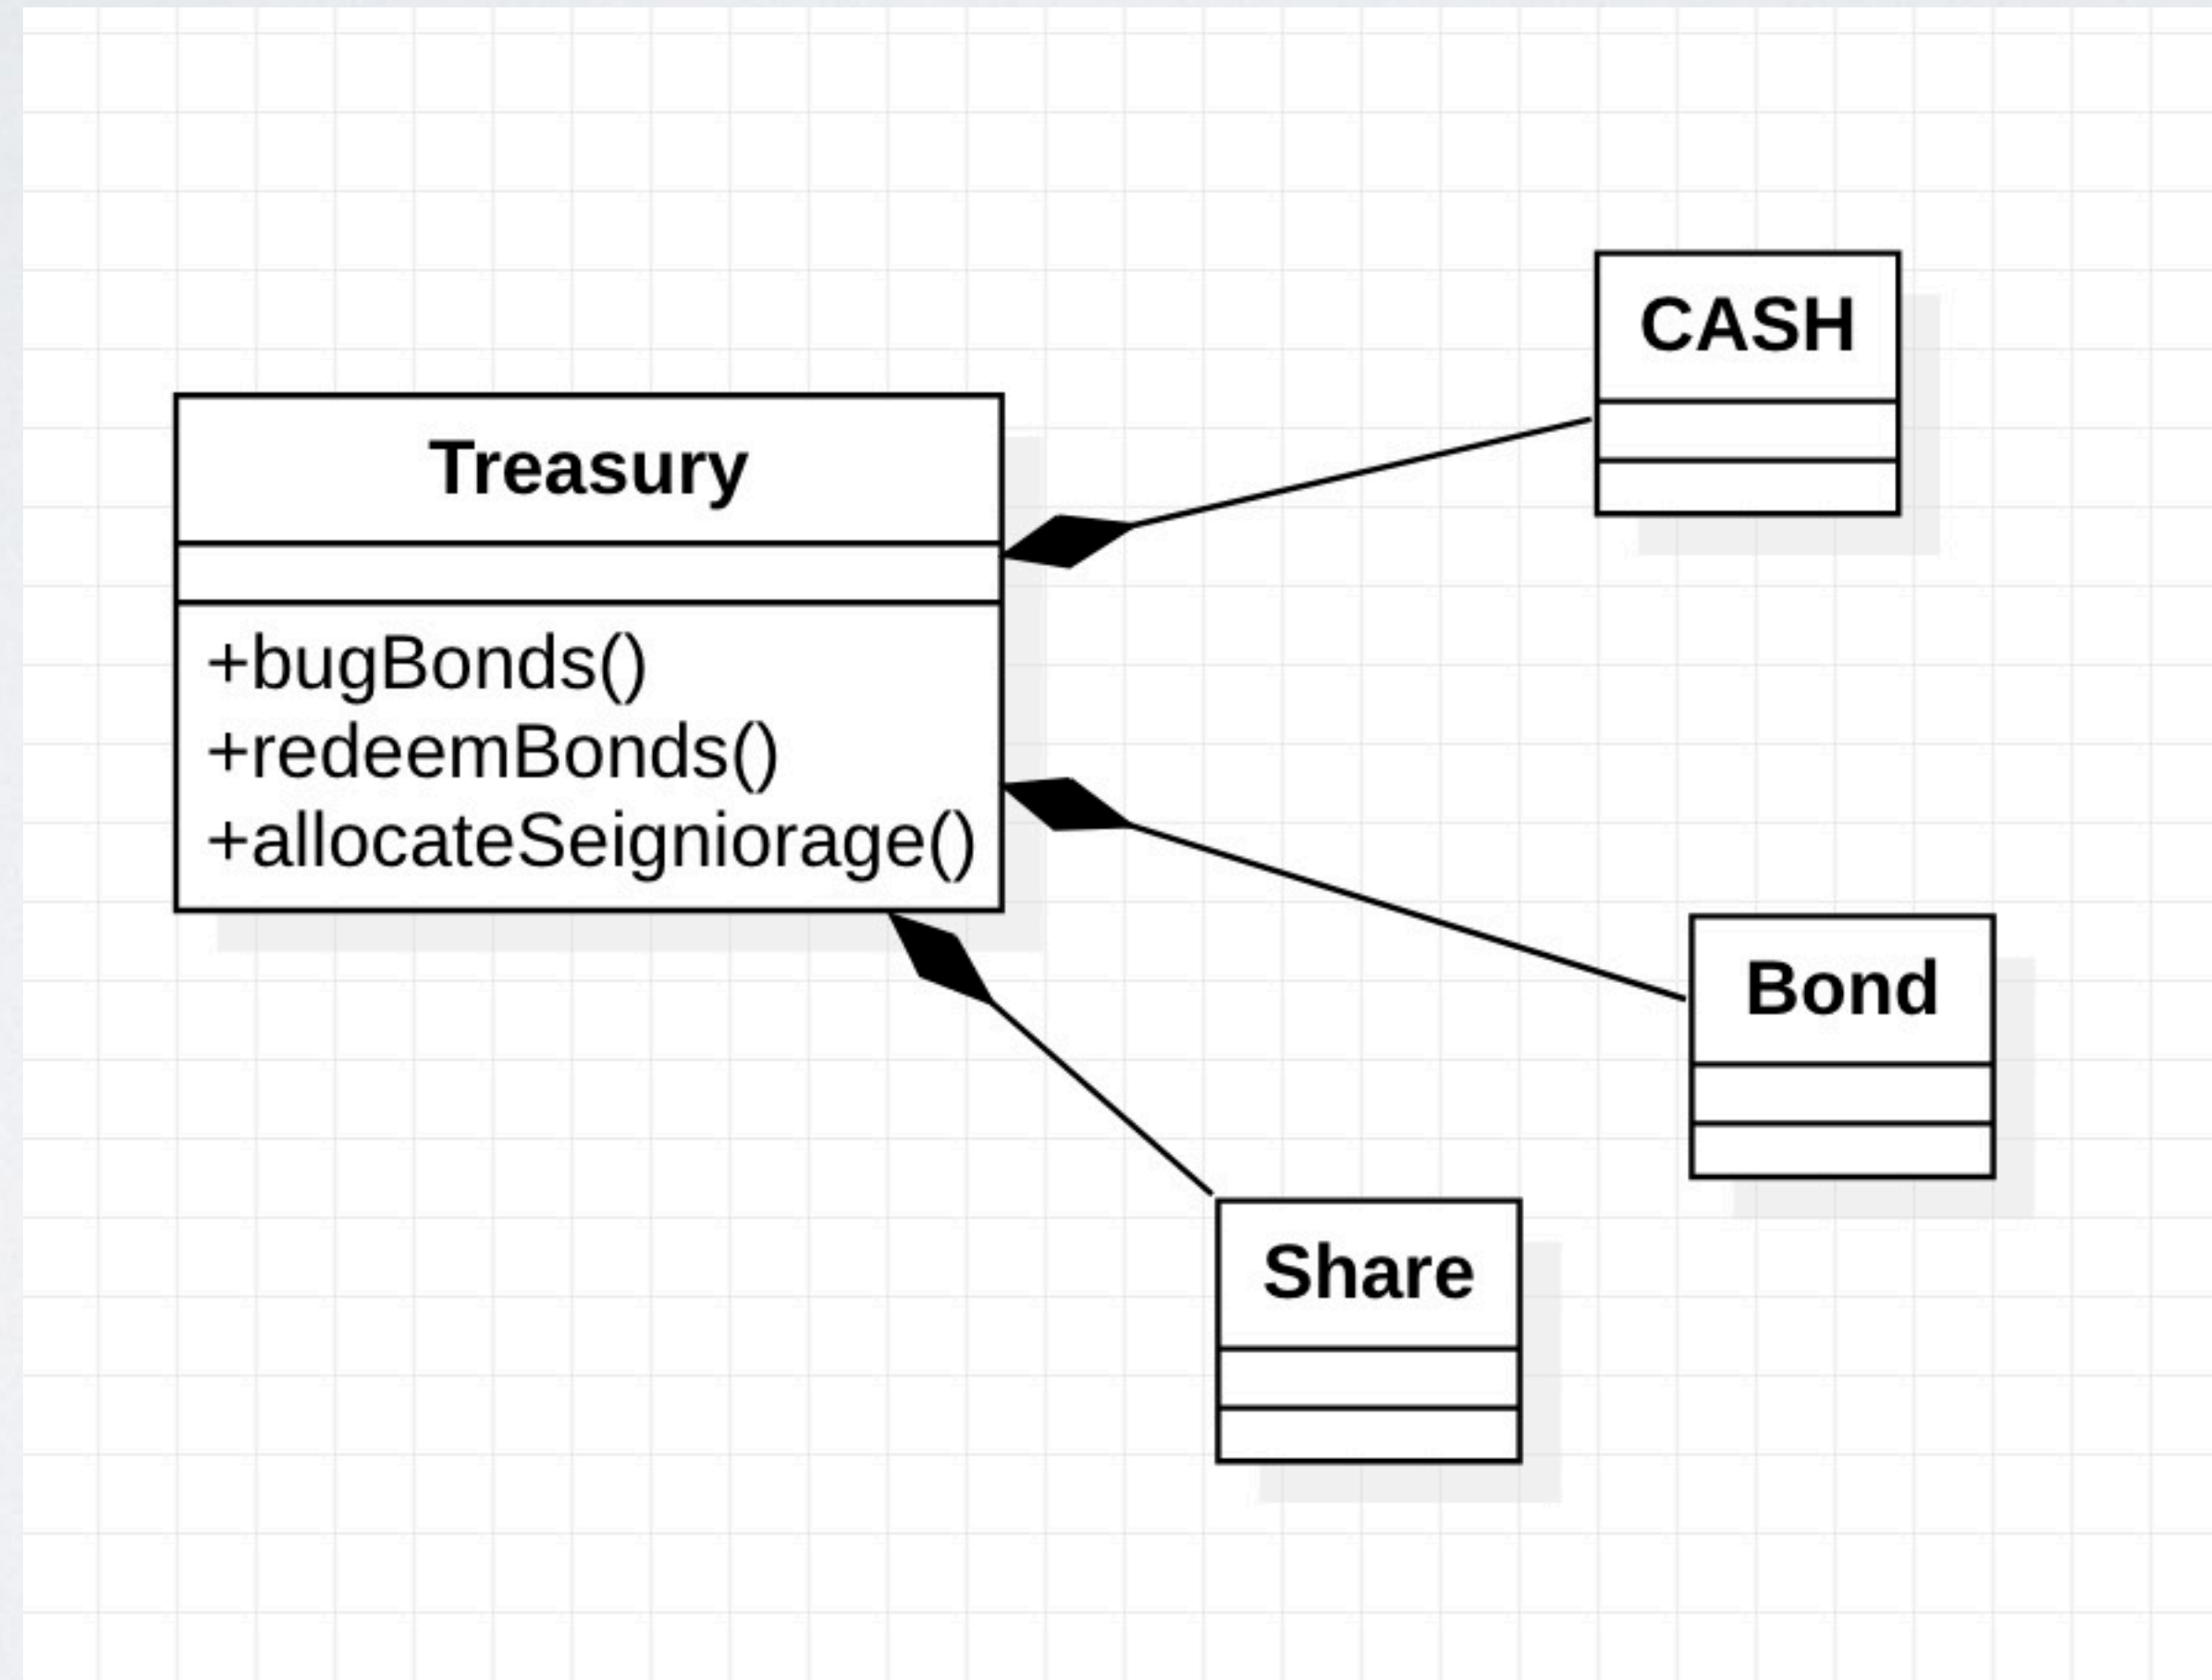 Treasury
+bugBonds()
+redeemBonds()
+allocateSeigniorage()
CASH
Bond
Share